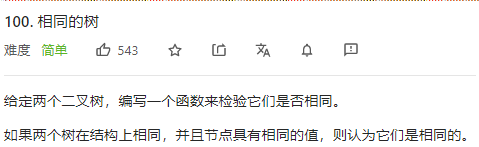 100. 相同的树
难度 简单 543
给定两个二叉树，编写一个函数来检验它们是否相同。
如果两个树在结构上相同，并且节点具有相同的值，则认为它们是相同的。